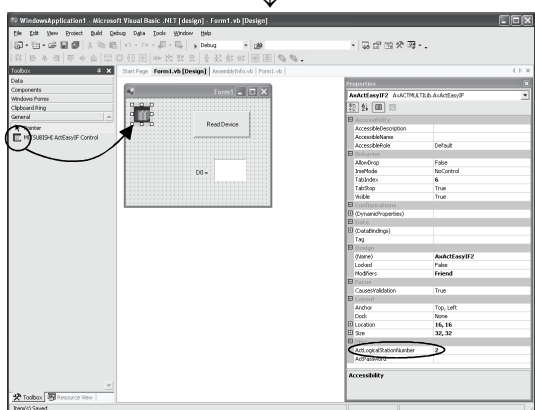 WindowsApplication1 - Microsoft Visual Basic .NET [design] - Form1.vb [Design]
File Edit View Project Build Debug Data Tools Window Help
Debug
Toolbox
Start Page Form1.vb [Design] AssemblyInfo.vb Form1.vb
Data
Components
Windows Forms
Clipboard Ring
General
Pointer
MITSUBISHI ActEasyIF Control
Form1
Read Device
D0 =
Properties
AxActEasyIF2 AxACTMULTILib.AxActEasyIF
Accessibility
AccessibleDescription
AccessibleName
AccessibleRole Default
Behavior
AllowDrop False
ImeMode NoControl
TabIndex 6
TabStop True
Visible True
Configurations
(DynamicProperties)
Data
(DataBindings)
Tag
Design
(Name) AxActEasyIF2
Locked False
Modifiers Friend
Focus
CausesValidation True
Layout
Anchor Top, Left
Dock None
Location 16, 16
Size 32, 32
ActLogicalStationNumber 2
ActPassword
Accessibility
Toolbox Resource View
Item(s) Saved